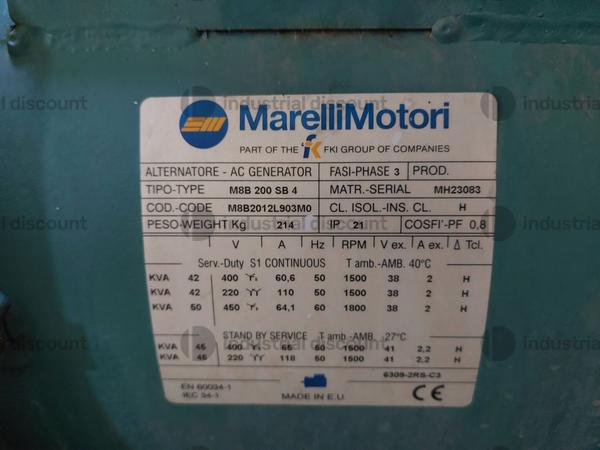 MarelliMotori
PART OF THE FKI GROUP OF COMPANIES
ALTERNATORE - AC GENERATOR FASI-PHASE 3 PROD.
TIPO-TYPE M8B 200 SB 4 MATR.-SERIAL MH23083
COD.-CODE M8B2012L903M0 CL. ISOL.-INS. CL. H
PESO-WEIGHT Kg 214 IP 21 COSFI'-PF 0,8
V A Hz RPM V ex. A ex. Δ Tcl.
Serv.-Duty S1 CONTINUOUS T amb.-AMB. 40°C
KVA 42 400 60,6 50 1500 38 2 H
KVA 42 220 110 50 1500 38 2 H
KVA 50 450 64,1 60 1800 38 2 H
STAND BY SERVICE T amb -AMB. 27°C
KVA 45 400 65 50 1500 41 2,2 H
KVA 45 220 118 50 1500 41 2,2 H
6309-2RS-C3
EN 60034-1
IEC 34-1
MADE IN E.U.
CE
industrial discount
industrial discount
industrial discount
industrial discount